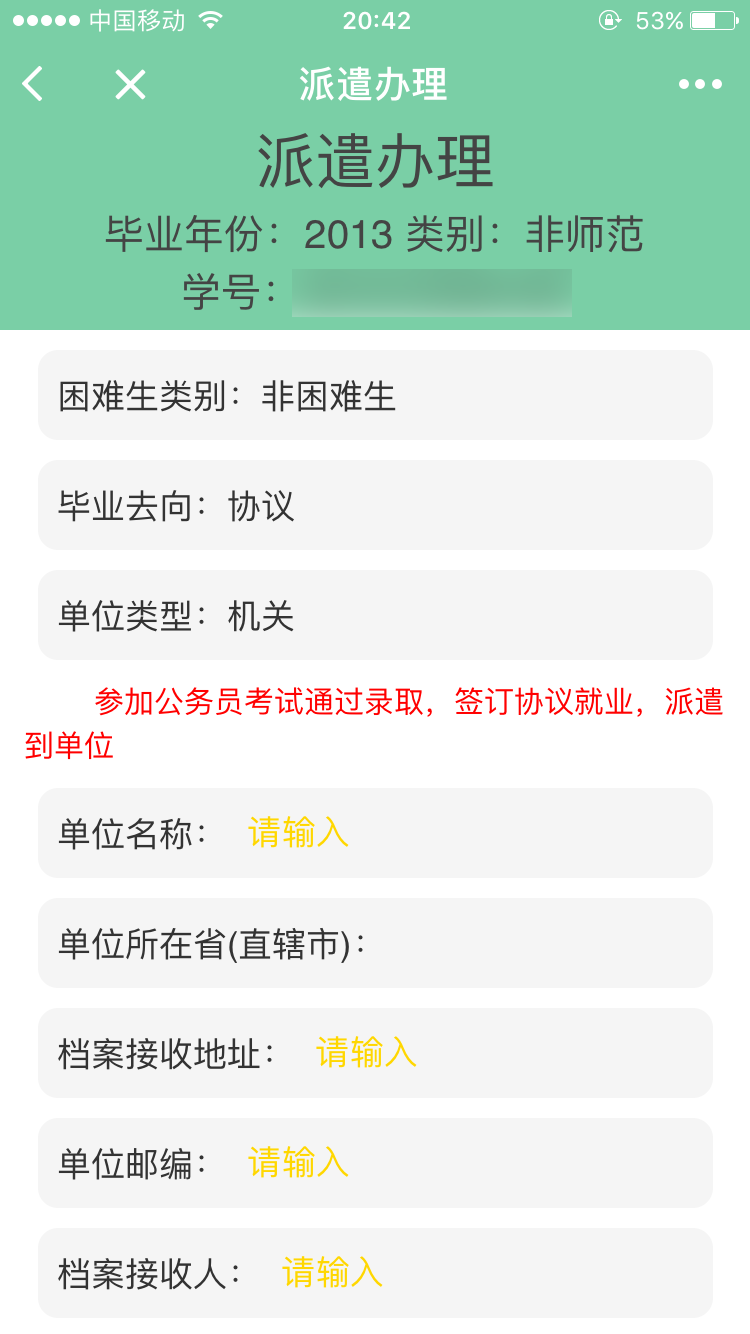 中国移动 20:42 53%
派遣办理
派遣办理
毕业年份：2013 类别：非师范
学号：
困难生类别：非困难生
毕业去向：协议
单位类型：机关
参加公务员考试通过录取，签订协议就业，派遣
到单位
单位名称： 请输入
单位所在省(直辖市)：
档案接收地址： 请输入
单位邮编： 请输入
档案接收人： 请输入